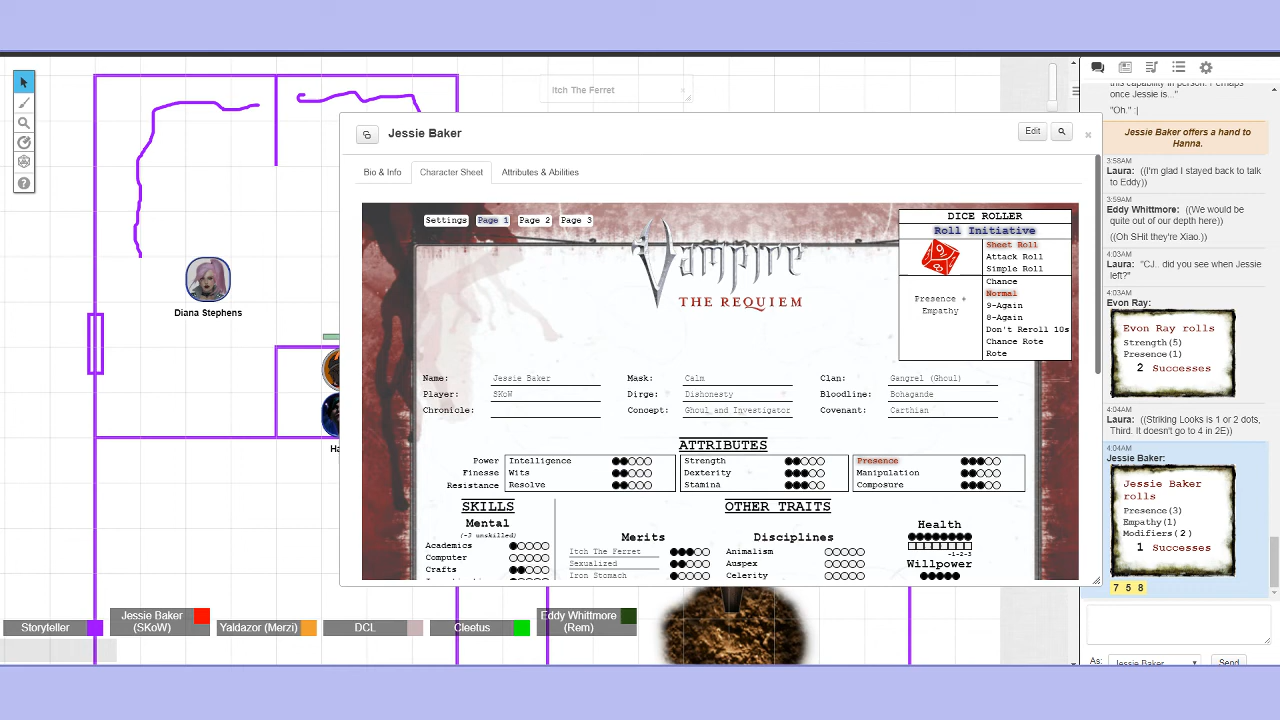 Itch The Ferret
Diana Stephens
Jessie Baker
Edit
Bio & Info
Character Sheet
Attributes & Abilities
Settings
Page 1
Page 2
Page 3
Vampire
THE REQUIEM
DICE ROLLER
Roll Initiative
Sheet Roll
Attack Roll
Simple Roll
Presence +
Empathy
Chance
Normal
9-Again
8-Again
Don't Reroll 10s
Chance Rote
Rote
Name: Jessie Baker
Mask: Calm
Clan: Gangrel (Ghoul)
Player: SKoW
Dirge: Dishonesty
Bloodline: Bohagande
Chronicle:
Concept: Ghoul and Investigator
Covenant: Carthian
ATTRIBUTES
Power Intelligence Strength Presence
Finesse Wits Dexterity Manipulation
Resistance Resolve Stamina Composure
SKILLS
Mental
(-3 unskilled)
Academics
Computer
Crafts
OTHER TRAITS
Merits
Itch The Ferret
Sexualized
Iron Stomach
Disciplines
Animalism
Auspex
Celerity
Health
-1-2-3
Willpower
Storyteller
Jessie Baker
(SKoW)
Yaldazor (Merzi)
DCL
Cleetus
Eddy Whittmore
(Rem)
this capability in person. Perhaps
once Jessie is..."
"Oh." :|
Jessie Baker offers a hand to
Hanna.
3:58AM
Laura: ((I'm glad I stayed back to talk
to Eddy))
3:59AM
Eddy Whittmore: ((We would be
quite out of our depth here))
((Oh SHit they're Xiao.))
4:03AM
Laura: "CJ.. did you see when Jessie
left?"
4:03AM
Evon Ray:
Evon Ray rolls
Strength(5)
Presence(1)
2 Successes
4:04AM
Laura: ((Striking Looks is 1 or 2 dots,
Third. It doesn't go to 4 in 2E))
4:04AM
Jessie Baker:
Jessie Baker
rolls
Presence(3)
Empathy(1)
Modifiers(2 )
1 Successes
7 5 8
As: Jessie Baker
Send